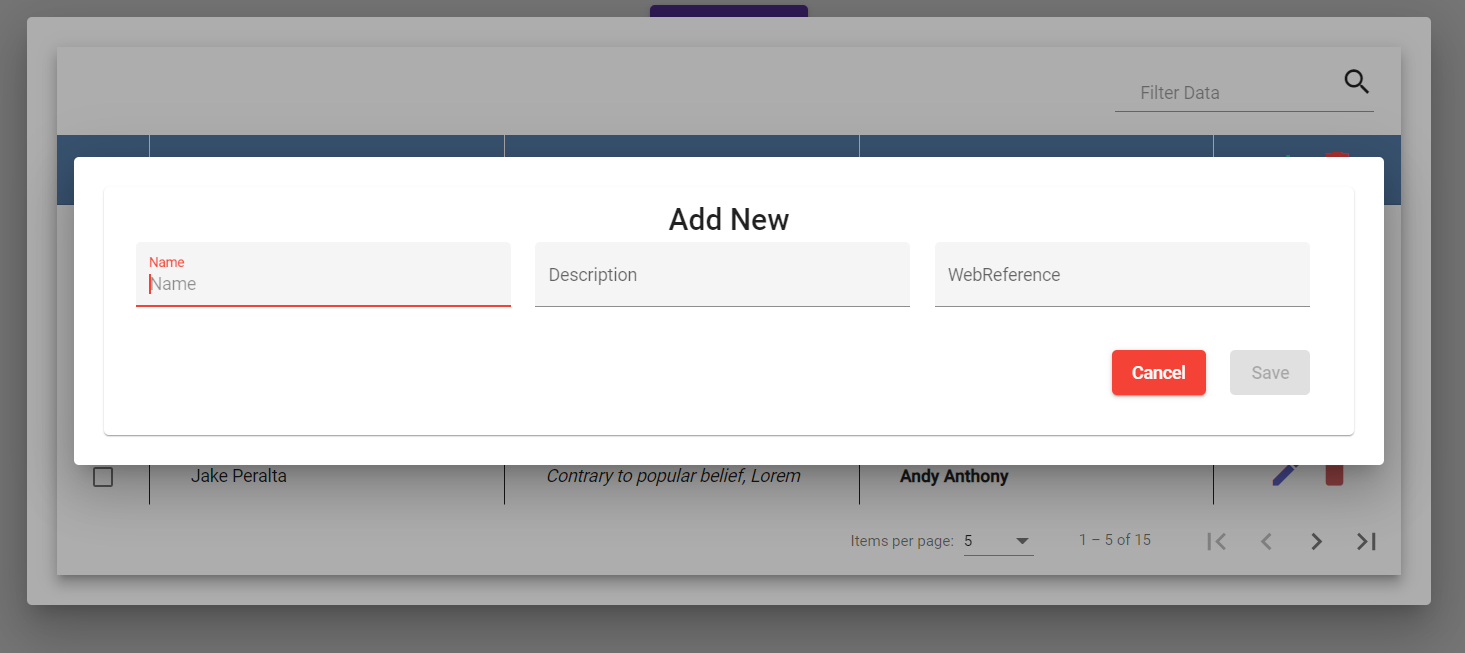 Filter Data
Add New
Name
Name
Description
WebReference
Cancel
Save
Jake Peralta
Contrary to popular belief, Lorem
Andy Anthony
Items per page: 5
1 – 5 of 15